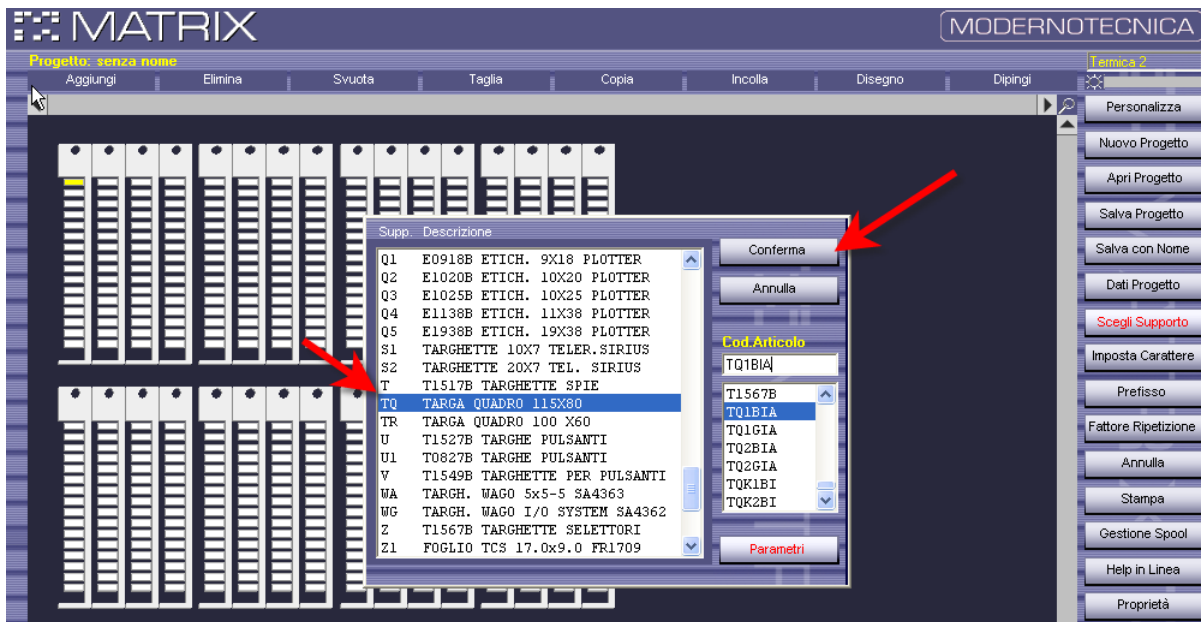 MATRIX
MODERNOTECNICA
Progetto: senza nome
Termica 2
Aggiungi Elimina Svuota Taglia Copia Incolla Disegno Dipingi
Personalizza
Nuovo Progetto
Apri Progetto
Salva Progetto
Salva con Nome
Dati Progetto
Scegli Supporto
Imposta Carattere
Prefisso
Fattore Ripetizione
Annulla
Stampa
Gestione Spool
Help in Linea
Proprietà
Supp. Descrizione
Q1 E0918B ETICH. 9X18 PLOTTER
Q2 E1020B ETICH. 10X20 PLOTTER
Q3 E1025B ETICH. 10X25 PLOTTER
Q4 E1138B ETICH. 11X38 PLOTTER
Q5 E1938B ETICH. 19X38 PLOTTER
S1 TARGHETTE 10X7 TELER.SIRIUS
S2 TARGHETTE 20X7 TEL. SIRIUS
T T1517B TARGHETTE SPIE
TQ TARGA QUADRO 115X80
TR TARGA QUADRO 100 X60
U T1527B TARGHE PULSANTI
U1 T0827B TARGHE PULSANTI
V T1549B TARGHETTE PER PULSANTI
WA TARGH. WAGO 5x5-5 SA4363
WG TARGH. WAGO I/O SYSTEM SA4362
Z T1567B TARGHETTE SELETTORI
Z1 FOGLIO TCS 17.0x9.0 FR1709
Conferma
Annulla
Cod.Articolo
TQ1BIA
T1567B
TQ1BIA
TQ1GIA
TQ2BIA
TQ2GIA
TQK1BI
TQK2BI
Parametri